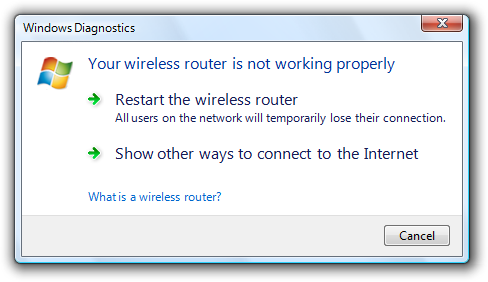 Windows Diagnostics
Your wireless router is not working properly
Restart the wireless router
All users on the network will temporarily lose their connection.
Show other ways to connect to the Internet
What is a wireless router?
Cancel